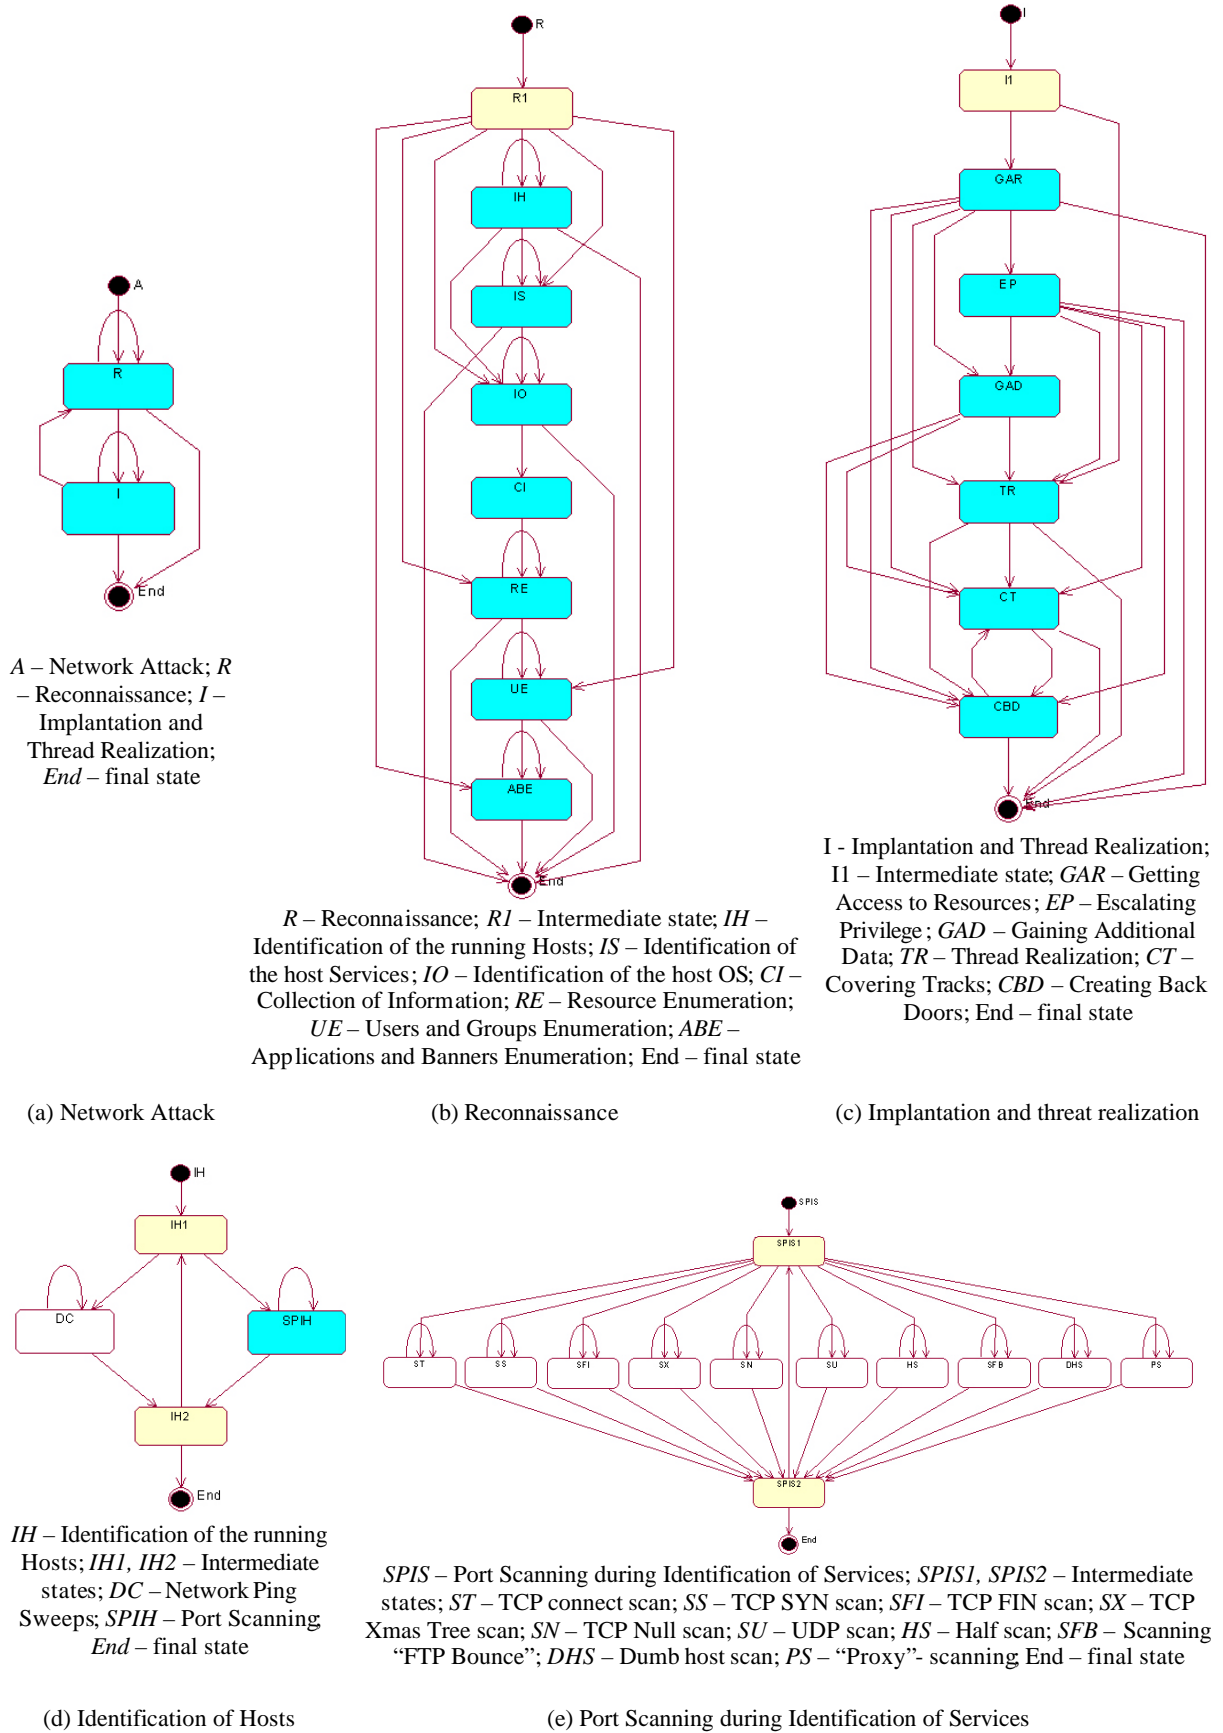 A
R
I
End
A – Network Attack; R
– Reconnaissance; I –
Implantation and
Thread Realization;
End – final state
R
R1
IH
IS
IO
CI
RE
UE
ABE
End
R – Reconnaissance; R1 – Intermediate state; IH –
Identification of the running Hosts; IS – Identification of
the host Services; IO – Identification of the host OS; CI –
Collection of Information; RE – Resource Enumeration;
UE – Users and Groups Enumeration; ABE –
Applications and Banners Enumeration; End – final state
I
I1
GAR
EP
GAD
TR
CT
CBD
End
I - Implantation and Thread Realization;
I1 – Intermediate state; GAR – Getting
Access to Resources; EP – Escalating
Privilege; GAD – Gaining Additional
Data; TR – Thread Realization; CT –
Covering Tracks; CBD – Creating Back
Doors; End – final state
(a) Network Attack
(b) Reconnaissance
(c) Implantation and threat realization
IH
IH1
DC
SPIH
IH2
End
IH – Identification of the running
Hosts; IH1, IH2 – Intermediate
states; DC – Network Ping
Sweeps; SPIH – Port Scanning,
End – final state
SPIS
SPIS1
ST SS SFI SX SN SU HS SFB DHS PS
SPIS2
End
SPIS – Port Scanning during Identification of Services; SPIS1, SPIS2 – Intermediate
states; ST – TCP connect scan; SS – TCP SYN scan; SFI – TCP FIN scan; SX – TCP
Xmas Tree scan; SN – TCP Null scan; SU – UDP scan; HS – Half scan; SFB – Scanning
“FTP Bounce”; DHS – Dumb host scan; PS – “Proxy”- scanning, End – final state
(d) Identification of Hosts
(e) Port Scanning during Identification of Services